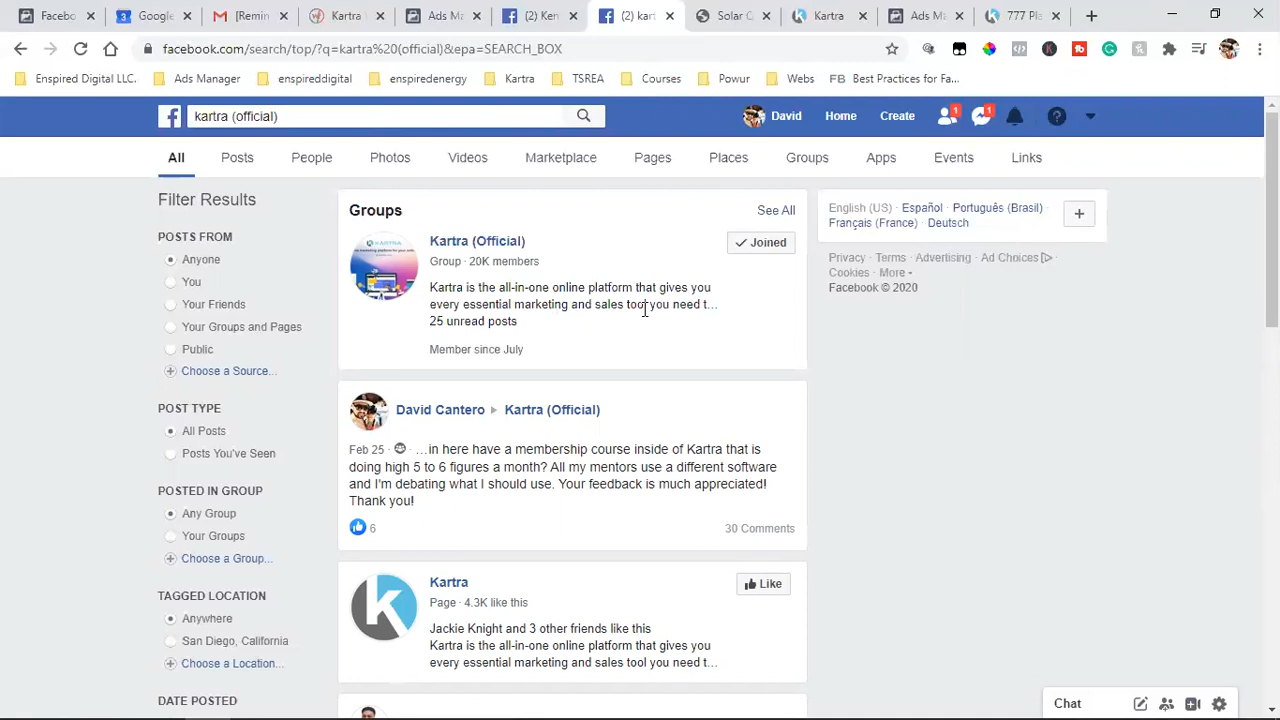 Facebo
Google
[Remin
Kartra
Ads Ma
(2) Ker
(2) kart
Solar C
Kartra
Ads Ma
777 Pla
facebook.com/search/top/?q=kartra%20(official)&epa=SEARCH_BOX
Enspired Digital LLC.
Ads Manager
enspireddigital
enspiredenergy
Kartra
TSREA
Courses
Powur
Webs
FB Best Practices for Fa...
kartra (official)
David
Home
Create
1
1
All
Posts
People
Photos
Videos
Marketplace
Pages
Places
Groups
Apps
Events
Links
Filter Results
POSTS FROM
Anyone
You
Your Friends
Your Groups and Pages
Public
Choose a Source...
POST TYPE
All Posts
Posts You've Seen
POSTED IN GROUP
Any Group
Your Groups
Choose a Group...
TAGGED LOCATION
Anywhere
San Diego, California
Choose a Location...
DATE POSTED
Groups
See All
KARTRA
Kartra (Official)
Joined
Group · 20K members
Kartra is the all-in-one online platform that gives you
every essential marketing and sales tool you need t...
25 unread posts
Member since July
David Cantero ▸ Kartra (Official)
Feb 25 · ...in here have a membership course inside of Kartra that is
doing high 5 to 6 figures a month? All my mentors use a different software
and I'm debating what I should use. Your feedback is much appreciated!
Thank you!
6
30 Comments
Kartra
Like
Page · 4.3K like this
Jackie Knight and 3 other friends like this
Kartra is the all-in-one online platform that gives you
every essential marketing and sales tool you need t...
English (US) · Español · Português (Brasil) ·
Français (France) · Deutsch
Privacy · Terms · Advertising · Ad Choices ·
Cookies · More
Facebook © 2020
Chat